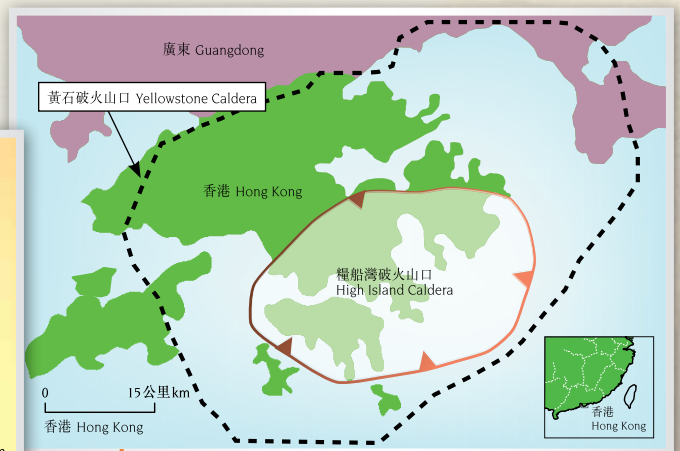 廣東 Guangdong
黃石破火山口 Yellowstone Caldera
香港 Hong Kong
糧船灣破火山口
High Island Caldera
0 15公里km
香港 Hong Kong
香港
Hong Kong